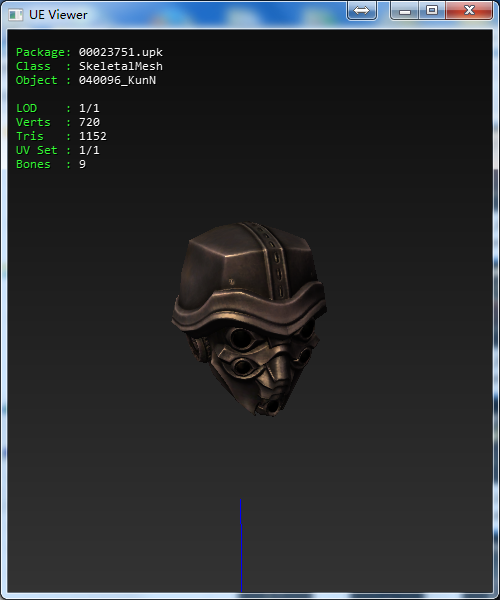 UE Viewer
Package: 00023751.upk
Class : SkeletalMesh
Object : 040096_KunN
LOD : 1/1
Verts : 720
Tris : 1152
UV Set : 1/1
Bones : 9